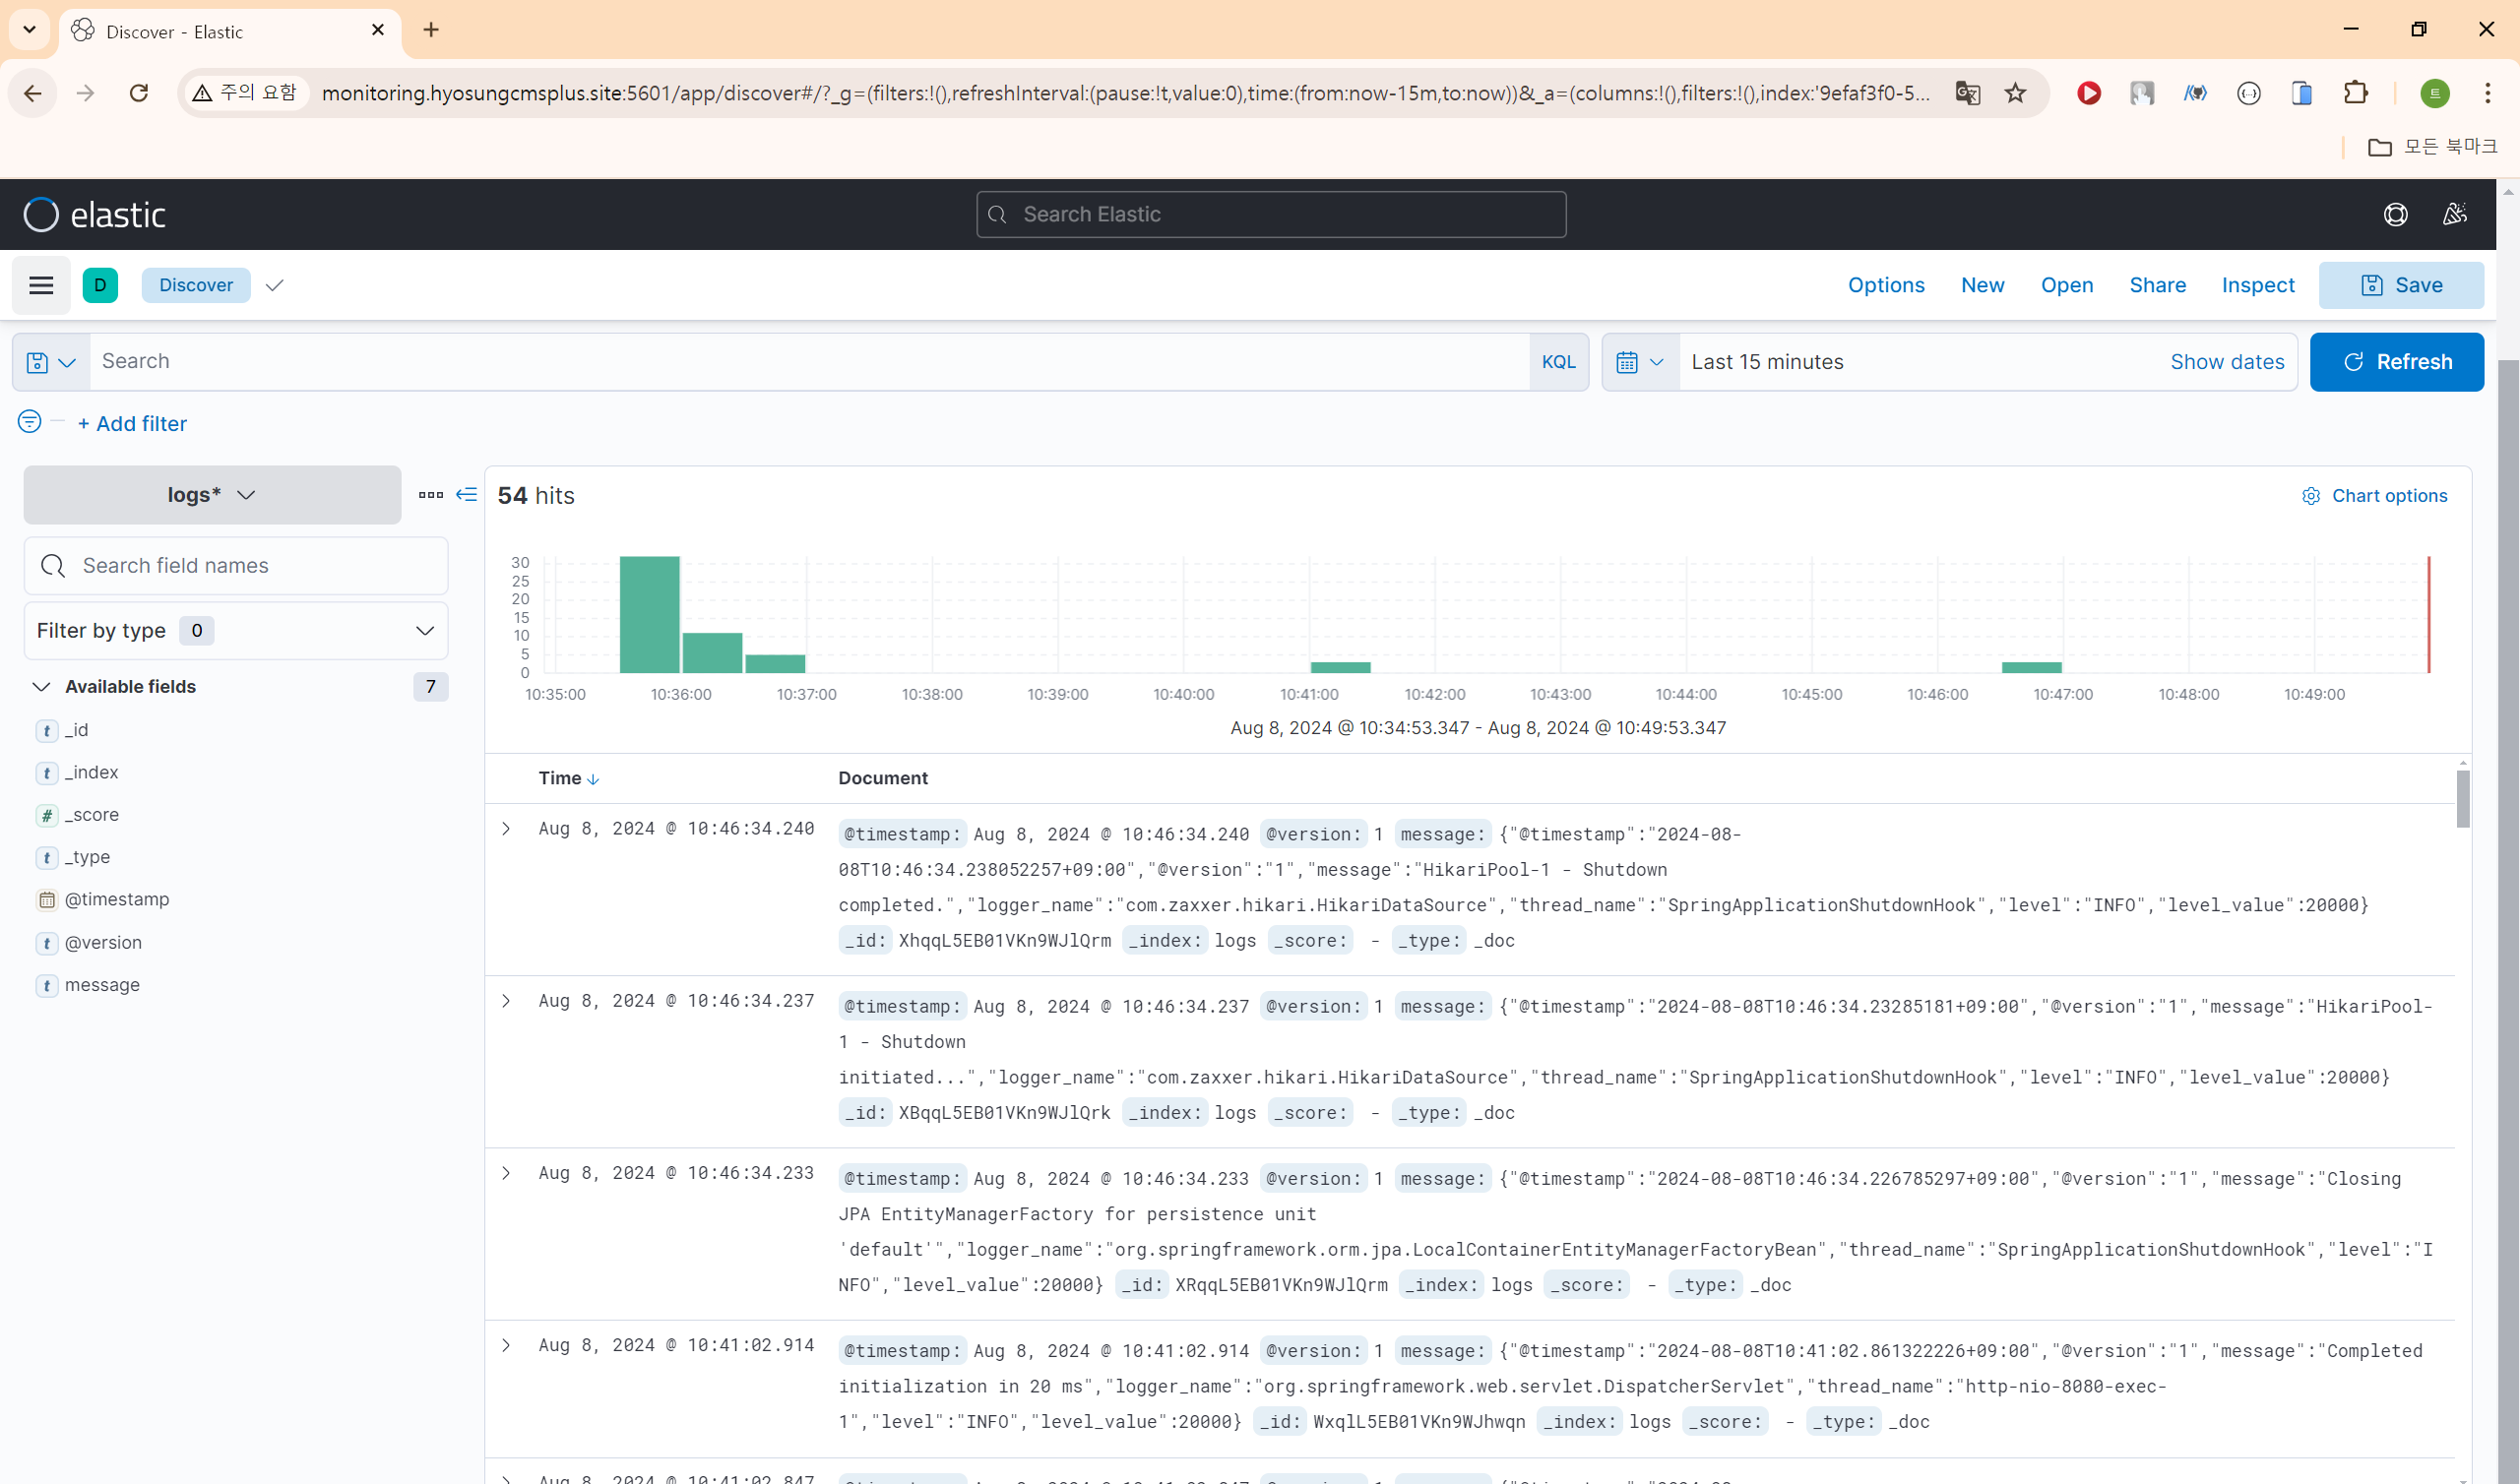 Discover - Elastic
주의 요함
monitoring.hyosungcmsplus.site:5601/app/discover#/?_g=(filters:!(),refreshInterval:(pause:!t,value:0),time:(from:now-15m,to:now))&_a=(columns:!(),filters:!(),index:'9efaf3f0-5...
트
모든 북마크
elastic
Search Elastic
D
Discover
Options
New
Open
Share
Inspect
Save
Search
KQL
Last 15 minutes
Show dates
Refresh
+ Add filter
logs*
54 hits
Chart options
Search field names
Filter by type 0
Available fields 7
t _id
t _index
# _score
t _type
@timestamp
t @version
t message
30
25
20
15
10
5
0
10:35:00 10:36:00 10:37:00 10:38:00 10:39:00 10:40:00 10:41:00 10:42:00 10:43:00 10:44:00 10:45:00 10:46:00 10:47:00 10:48:00 10:49:00
Aug 8, 2024 @ 10:34:53.347 - Aug 8, 2024 @ 10:49:53.347
Time Document
Aug 8, 2024 @ 10:46:34.240 @timestamp: Aug 8, 2024 @ 10:46:34.240 @version: 1 message: {"@timestamp":"2024-08-
08T10:46:34.238052257+09:00","@version":"1","message":"HikariPool-1 - Shutdown
completed.","logger_name":"com.zaxxer.hikari.HikariDataSource","thread_name":"SpringApplicationShutdownHook","level":"INFO","level_value":20000}
_id: XhqqL5EB01VKn9WJlQrm _index: logs _score: - _type: _doc
Aug 8, 2024 @ 10:46:34.237 @timestamp: Aug 8, 2024 @ 10:46:34.237 @version: 1 message: {"@timestamp":"2024-08-08T10:46:34.23285181+09:00","@version":"1","message":"HikariPool-
1 - Shutdown
initiated...","logger_name":"com.zaxxer.hikari.HikariDataSource","thread_name":"SpringApplicationShutdownHook","level":"INFO","level_value":20000}
_id: XBqqL5EB01VKn9WJlQrk _index: logs _score: - _type: _doc
Aug 8, 2024 @ 10:46:34.233 @timestamp: Aug 8, 2024 @ 10:46:34.233 @version: 1 message: {"@timestamp":"2024-08-08T10:46:34.226785297+09:00","@version":"1","message":"Closing
JPA EntityManagerFactory for persistence unit
'default'","logger_name":"org.springframework.orm.jpa.LocalContainerEntityManagerFactoryBean","thread_name":"SpringApplicationShutdownHook","level":"I
NFO","level_value":20000} _id: XRqqL5EB01VKn9WJlQrm _index: logs _score: - _type: _doc
Aug 8, 2024 @ 10:41:02.914 @timestamp: Aug 8, 2024 @ 10:41:02.914 @version: 1 message: {"@timestamp":"2024-08-08T10:41:02.861322226+09:00","@version":"1","message":"Completed
initialization in 20 ms","logger_name":"org.springframework.web.servlet.DispatcherServlet","thread_name":"http-nio-8080-exec-
1","level":"INFO","level_value":20000} _id: WxqlL5EB01VKn9WJhwqn _index: logs _score: - _type: _doc
Aug 8, 2024 @ 10:41:02.847